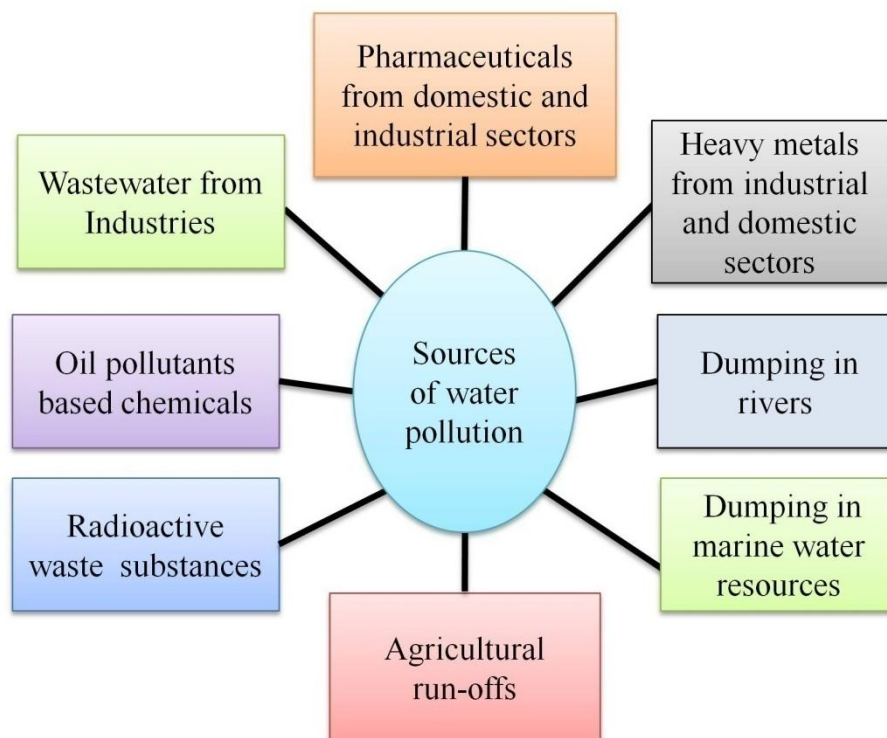 Pharmaceuticals
from domestic and
industrial sectors
Wastewater from
Industries
Heavy metals
from industrial
and domestic
sectors
Oil pollutants
based chemicals
Sources
of water
pollution
Dumping in
rivers
Radioactive
waste substances
Dumping in
marine water
resources
Agricultural
run-offs